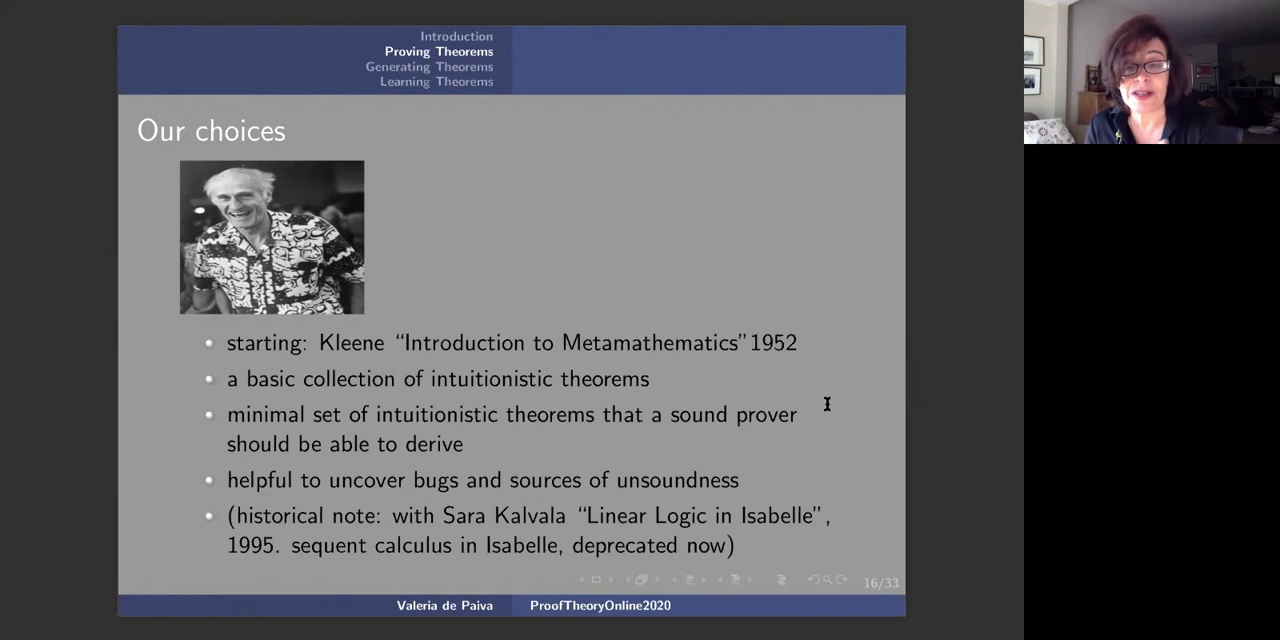 Introduction
Proving Theorems
Generating Theorems
Learning Theorems
Our choices
starting: Kleene “Introduction to Metamathematics”1952
a basic collection of intuitionistic theorems
minimal set of intuitionistic theorems that a sound prover
should be able to derive
helpful to uncover bugs and sources of unsoundness
(historical note: with Sara Kalvala “Linear Logic in Isabelle”,
1995. sequent calculus in Isabelle, deprecated now)
16/33
Valeria de Paiva ProofTheoryOnline2020